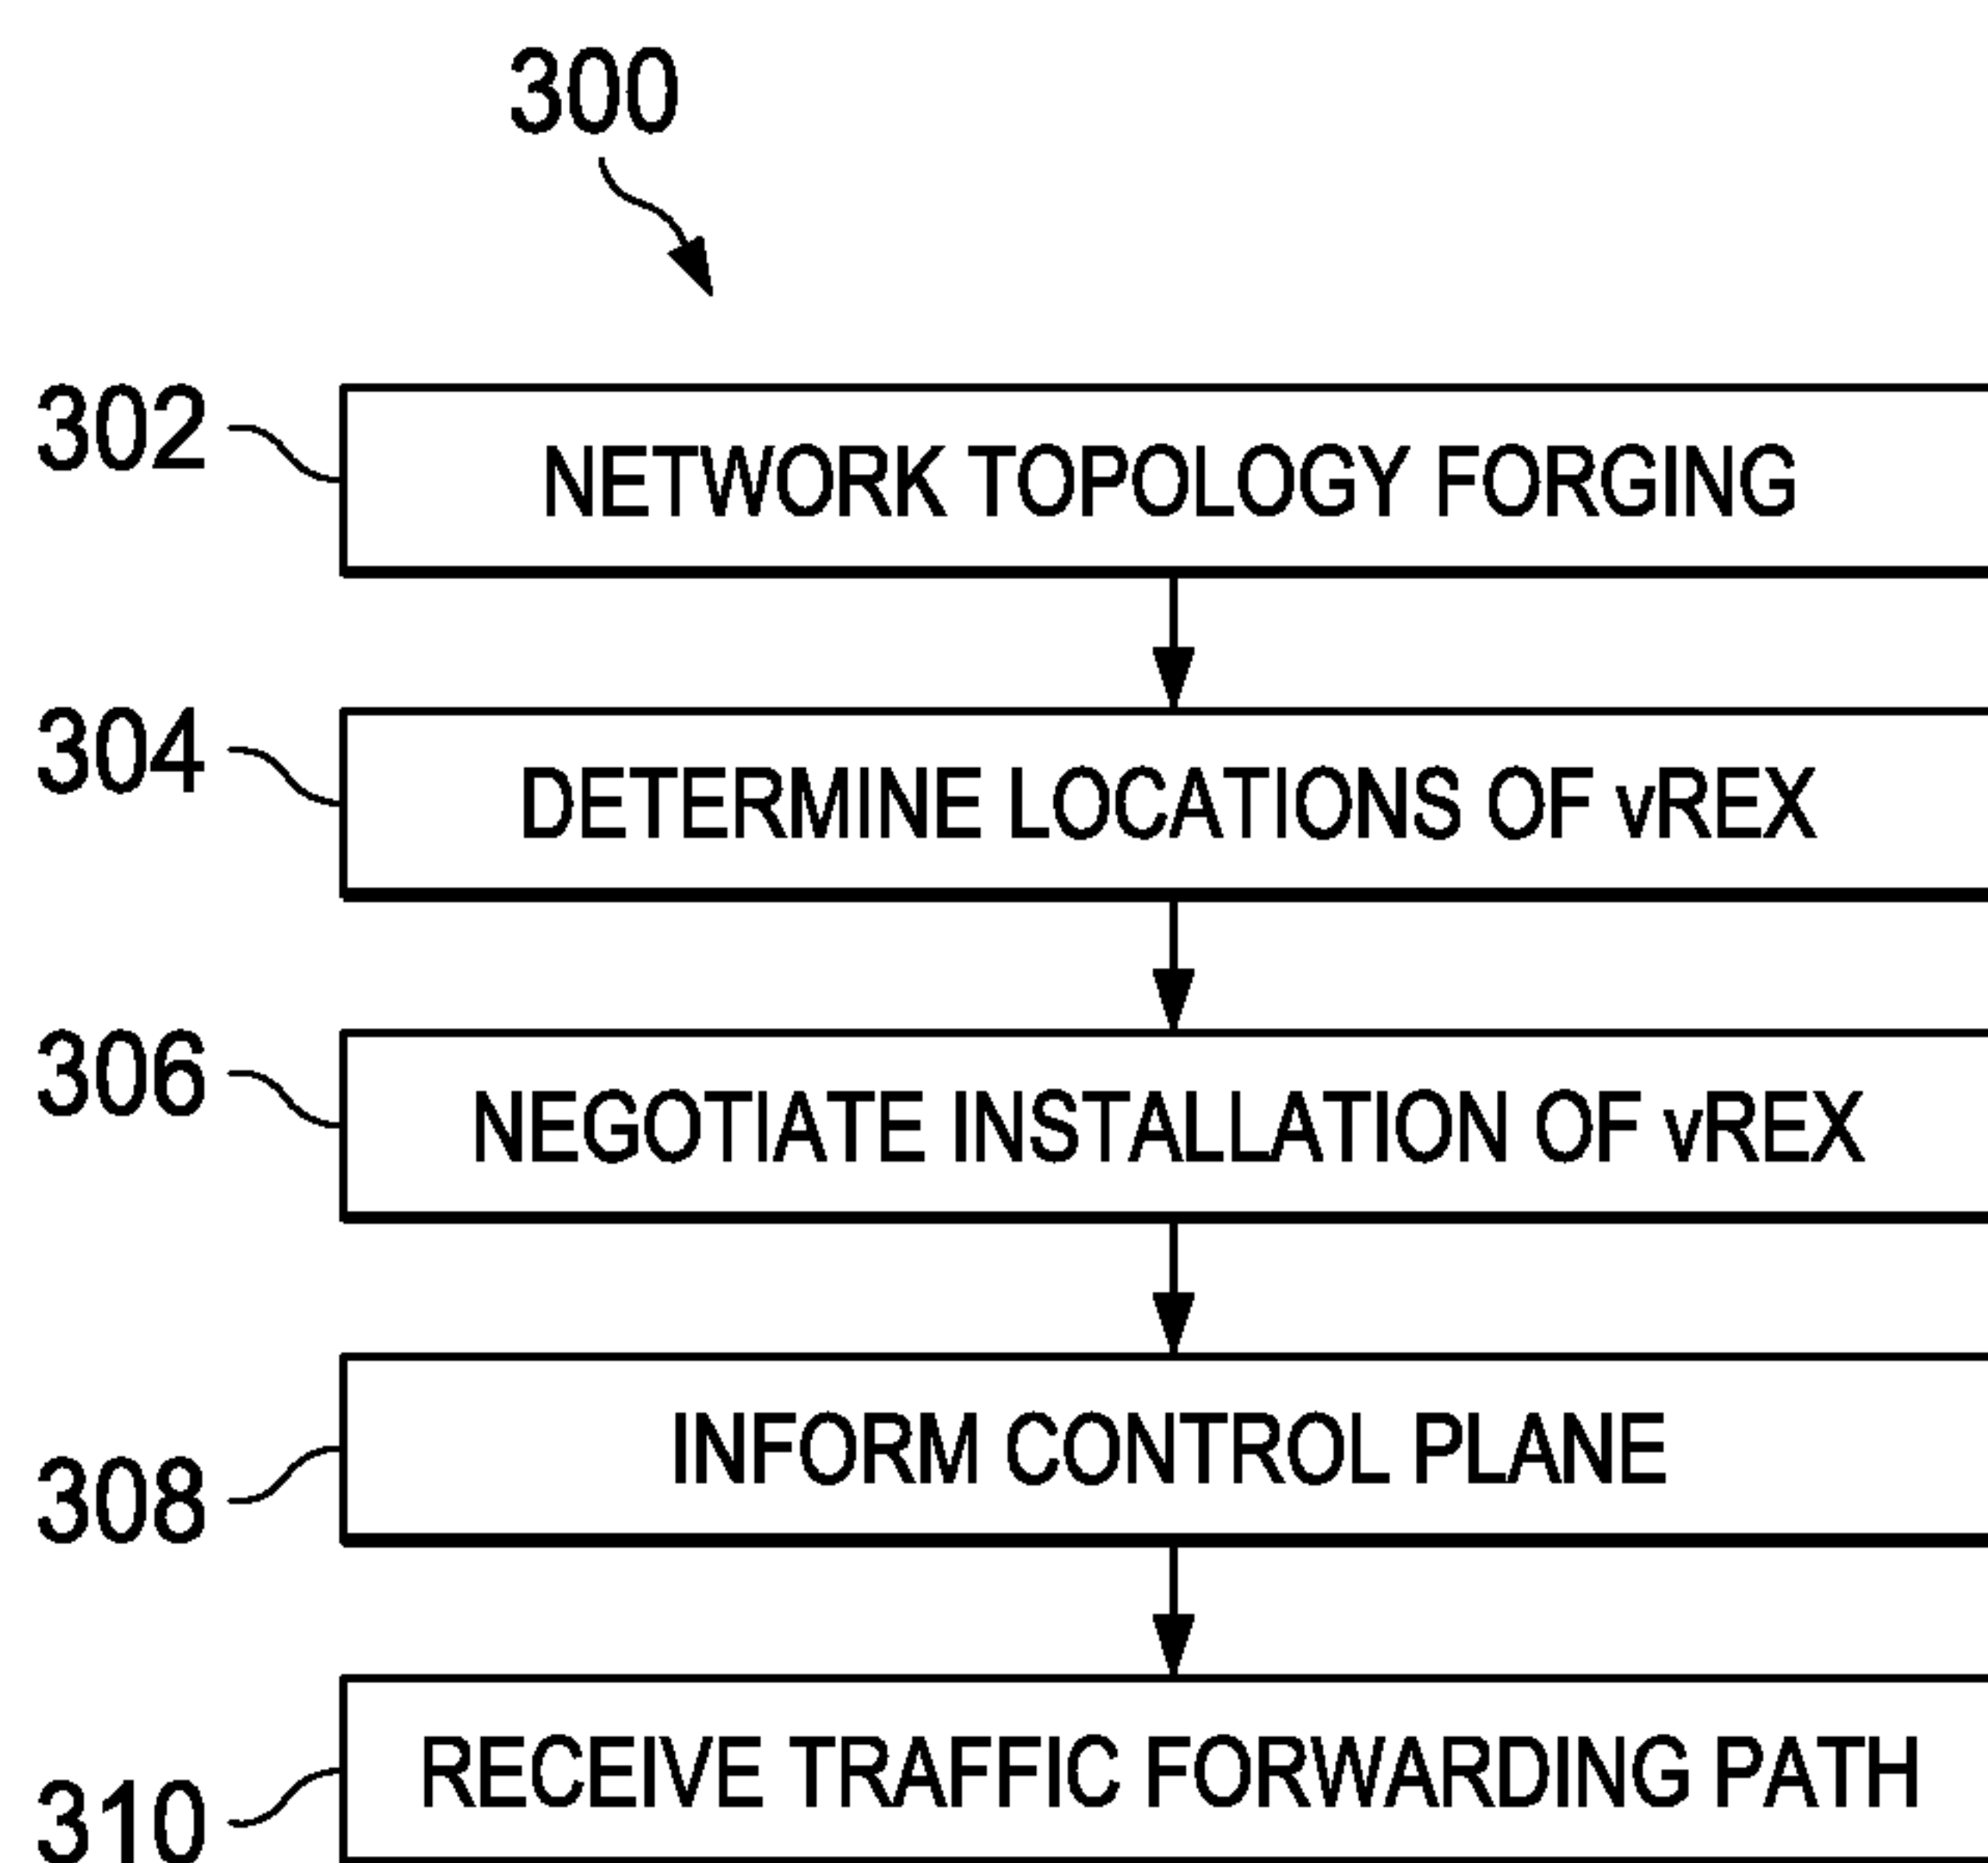 300
302
NETWORK TOPOLOGY FORGING
304
DETERMINE LOCATIONS OF vREX
306
NEGOTIATE INSTALLATION OF vREX
INFORM CONTROL PLANE
308
RECEIVE TRAFFIC FORWARDING PATH
310